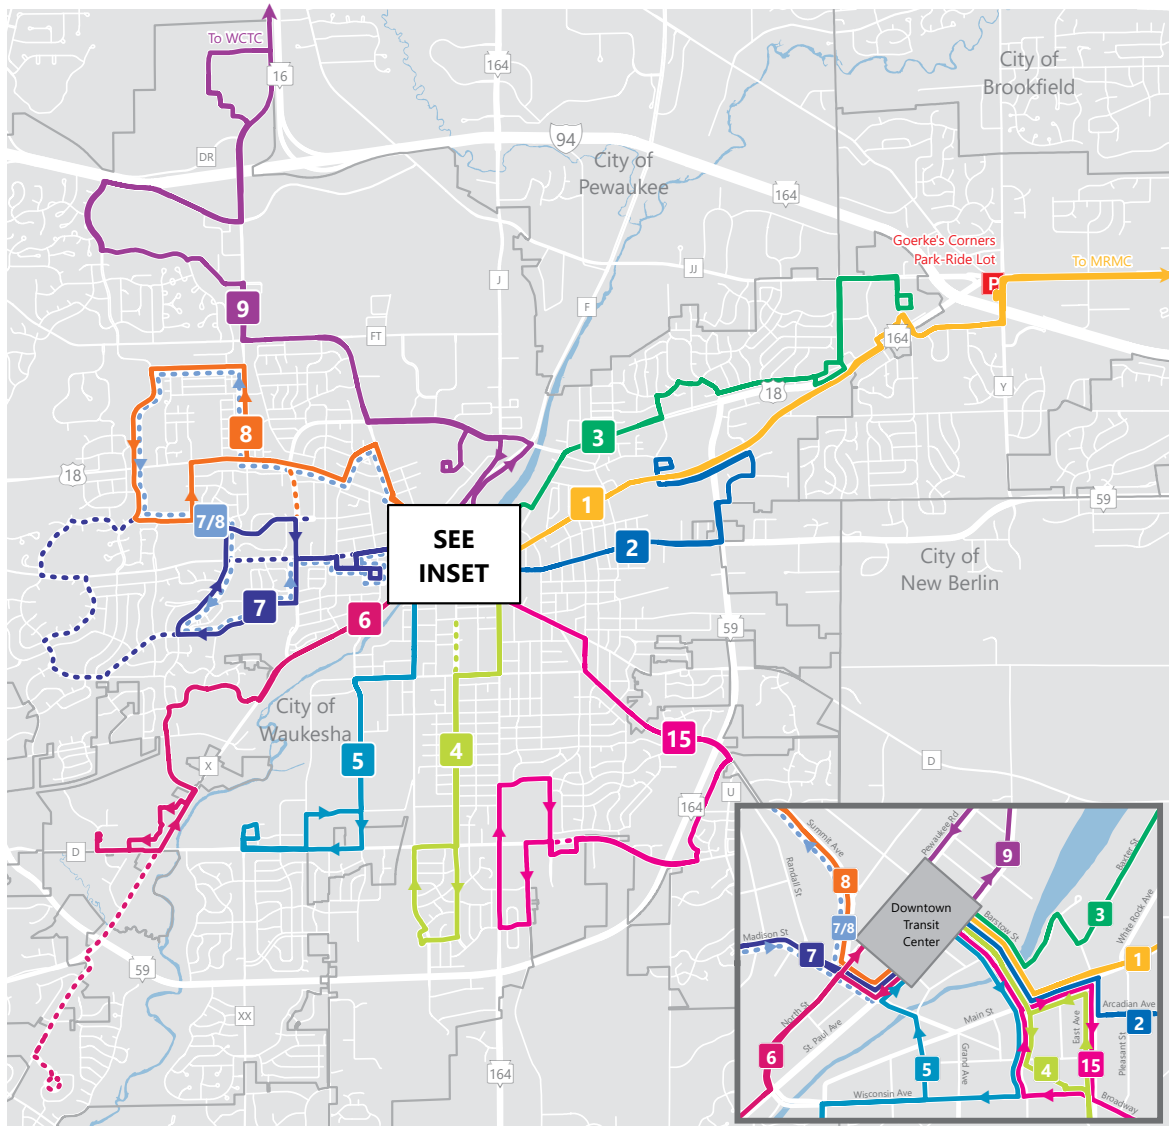 To WCTC
16
164
City of
Brookfield
94
DR
City of
Pewaukee
164
Goerke's Corners
Park-Ride Lot
P
To MRMC
JJ
J
F
9
FT
164
Y
18
8
3
18
1
59
7/8
SEE
INSET
2
City of
New Berlin
7
6
59
City of
Waukesha
15
5
4
X
D
U
164
D
59
XX
164
Summit Ave
Pewaukee Rd
9
Baxter St
Randall St
8
Downtown
Transit
Center
Barstow St
3
White Rock Ave
7/8
Madison St
7
1
North St
St. Paul Ave
Main St
Arcadian Ave
2
East Ave
Grand Ave
Pleasant St
6
5
4
15
Wisconsin Ave
Broadway